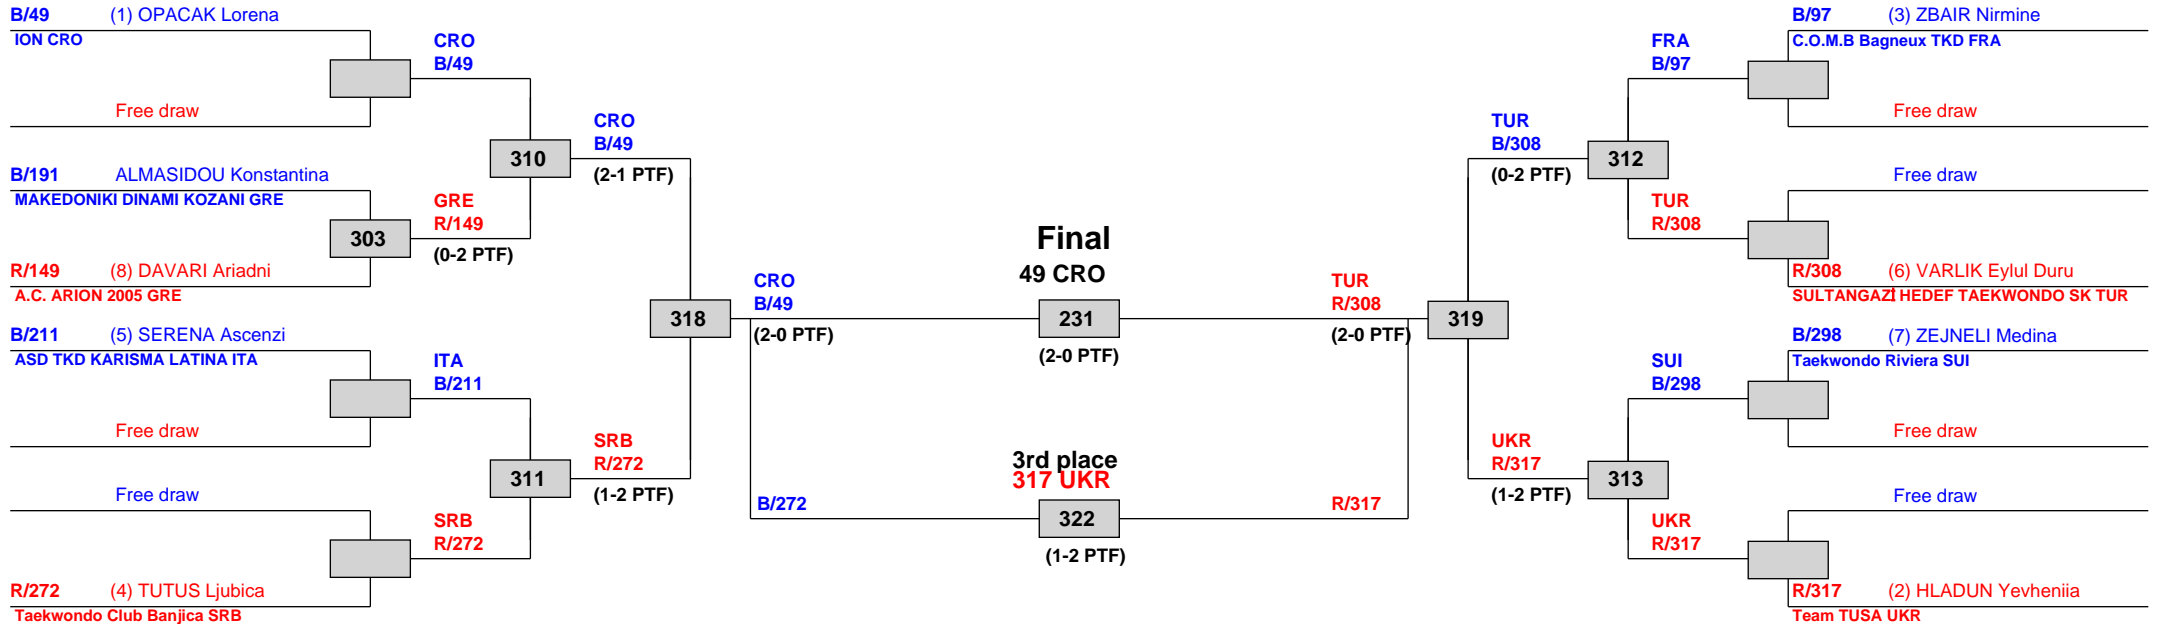 B/49 (1) OPACAK Lorena
ION CRO
Free draw
CRO
B/49
B/191 ALMASIDOU Konstantina
MAKEDONIKI DINAMI KOZANI GRE
303
R/149 (8) DAVARI Ariadni
A.C. ARION 2005 GRE
GRE
R/149
(0-2 PTF)
310
CRO
B/49
(2-1 PTF)
B/211 (5) SERENA Ascenzi
ASD TKD KARISMA LATINA ITA
Free draw
ITA
B/211
Free draw
R/272 (4) TUTUS Ljubica
Taekwondo Club Banjica SRB
SRB
R/272
311
SRB
R/272
(1-2 PTF)
318
CRO
B/49
(2-0 PTF)
B/272
Final
49 CRO
231
(2-0 PTF)
3rd place
317 UKR
322
(1-2 PTF)
TUR
R/308
(2-0 PTF)
R/317
319
TUR
B/308
(0-2 PTF)
312
FRA
B/97
TUR
R/308
UKR
R/317
(1-2 PTF)
313
SUI
B/298
UKR
R/317
B/97 (3) ZBAIR Nirmine
C.O.M.B Bagneux TKD FRA
Free draw
Free draw
R/308 (6) VARLIK Eylul Duru
SULTANGAZİ HEDEF TAEKWONDO SK TUR
B/298 (7) ZEJNELI Medina
Taekwondo Riviera SUI
Free draw
Free draw
R/317 (2) HLADUN Yevheniia
Team TUSA UKR